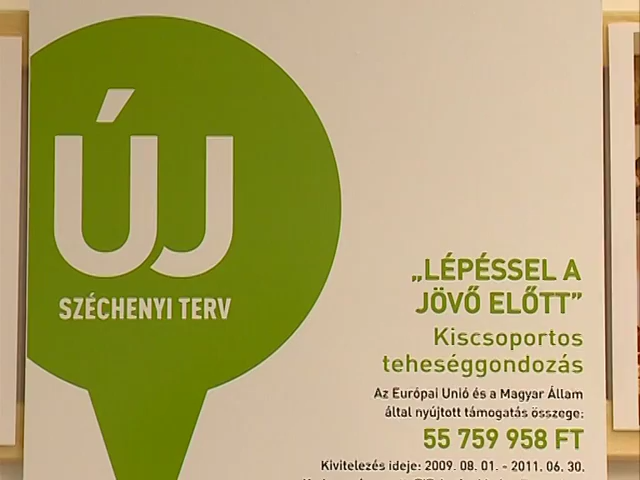 ÚJ
SZÉCHENYI TERV
„LÉPÉSSEL A
JÖVŐ ELŐTT”
Kiscsoportos
teheséggondozás
Az Európai Unió és a Magyar Állam
által nyújtott támogatás összege:
55 759 958 FT
Kivitelezés ideje: 2009. 08. 01. - 2011. 06. 30.